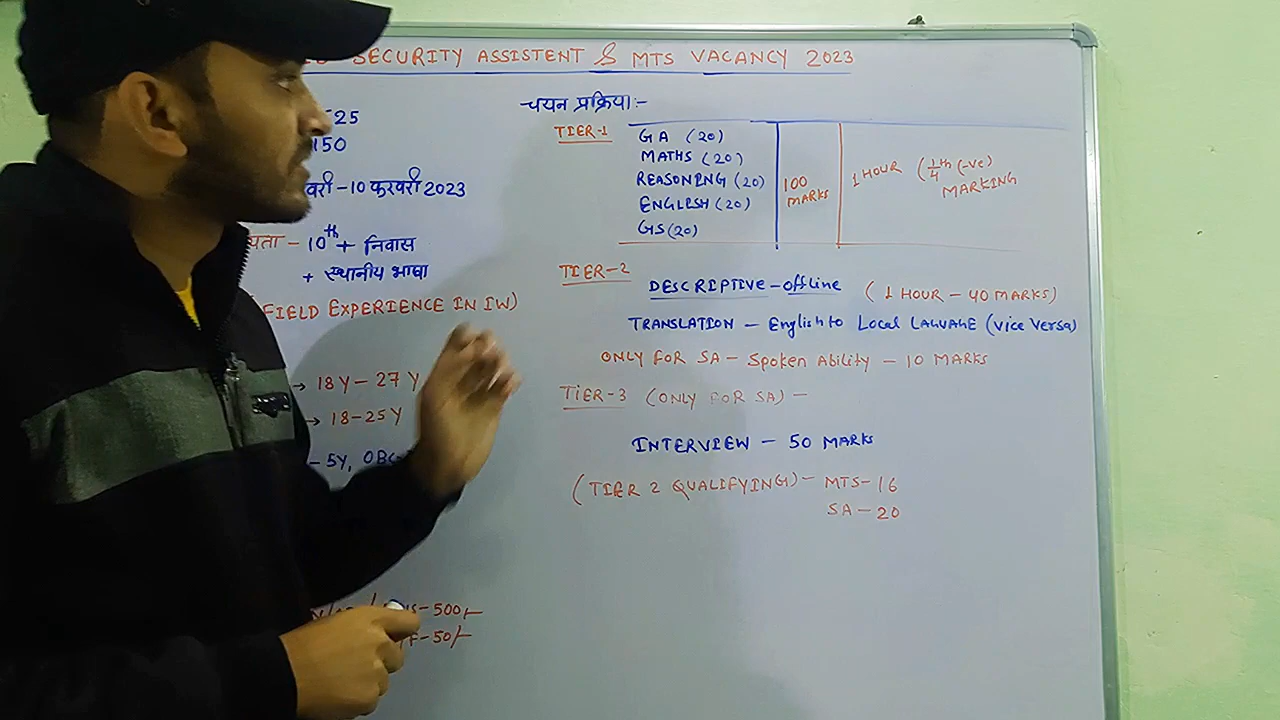 SECURITY ASSISTENT & MTS VACANCY 2023
25
150
वरी - 10 फरवरी 2023
यता - 10th + निवास
+ स्थानीय भाषा
(FIELD EXPERIENCE IN IW)
→ 18Y - 27Y
→ 18-25Y
- 5Y, OBC-
-500/-
F-50/-
चयन प्रक्रिया:-
TIER-1
GA (20)
MATHS (20)
REASONING (20)
ENGLISH (20)
GS (20)
100 MARKS
1 HOUR (1/4th (-ve) MARKING
TIER-2
DESCRIPTIVE - offline (1 HOUR - 40 MARKS)
TRANSLATION - English to Local LAGUAGE (vice versa)
ONLY FOR SA - Spoken Ability - 10 MARKS
TIER-3 (ONLY FOR SA) -
INTERVIEW - 50 MARKS
(TIER 2 QUALIFYING) - MTS-16
SA - 20